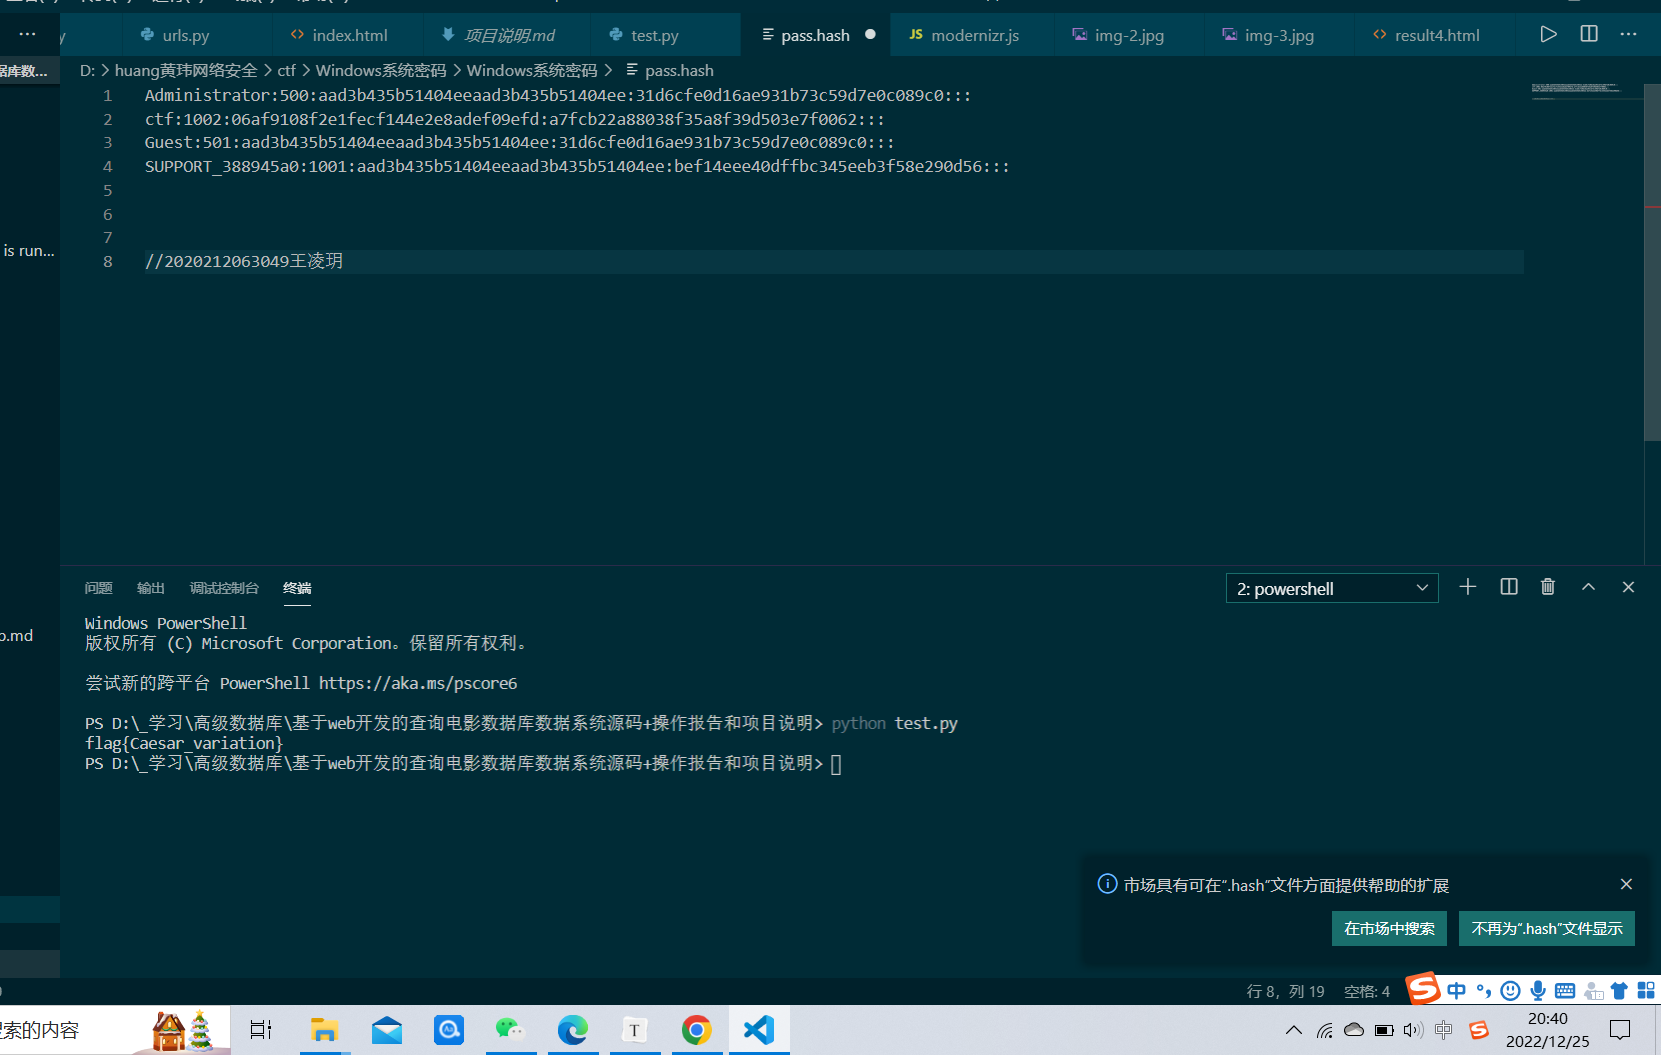 y urls.py index.html 项目说明.md test.py pass.hash modernizr.js img-2.jpg img-3.jpg result4.html
据库数... D: > huang黄玮网络安全 > ctf > Windows系统密码 > Windows系统密码 > pass.hash
1 Administrator:500:aad3b435b51404eeaad3b435b51404ee:31d6cfe0d16ae931b73c59d7e0c089c0:::
2 ctf:1002:06af9108f2e1fecf144e2e8adef09efd:a7fcb22a88038f35a8f39d503e7f0062:::
3 Guest:501:aad3b435b51404eeaad3b435b51404ee:31d6cfe0d16ae931b73c59d7e0c089c0:::
4 SUPPORT_388945a0:1001:aad3b435b51404eeaad3b435b51404ee:bef14eee40dffbc345eeb3f58e290d56:::
5
6
7
is run...
8 //2020212063049王凌玥
问题 输出 调试控制台 终端 2: powershell
Windows PowerShell
o.md
版权所有 (C) Microsoft Corporation。保留所有权利。
尝试新的跨平台 PowerShell https://aka.ms/pscore6
PS D:\_学习\高级数据库\基于web开发的查询电影数据库数据系统源码+操作报告和项目说明> python test.py
flag{Caesar_variation}
PS D:\_学习\高级数据库\基于web开发的查询电影数据库数据系统源码+操作报告和项目说明>
市场具有可在“.hash”文件方面提供帮助的扩展
在市场中搜索 不再为“.hash”文件显示
行 8，列 19 空格: 4 中
索的内容
中
20:40
2022/12/25